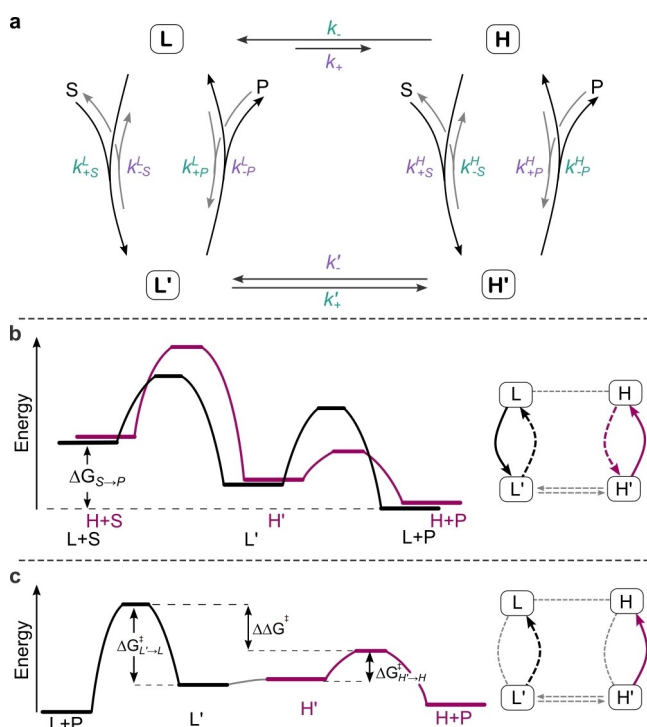 a
L
k₋
k₊
H
S
P
S
P
k^L_{+S}
k^L_{-S}
k^L_{+P}
k^L_{-P}
k^H_{+S}
k^H_{-S}
k^H_{+P}
k^H_{-P}
L'
k'₋
k'₊
H'
b
Energy
ΔG_{S→P}
H+S
H'
H+P
L+S
L'
L+P
L
H
L'
H'
c
Energy
ΔG^‡_{L'→L}
ΔΔG^‡
ΔG^‡_{H'→H}
L+P
L'
H'
H+P
L
H
L'
H'